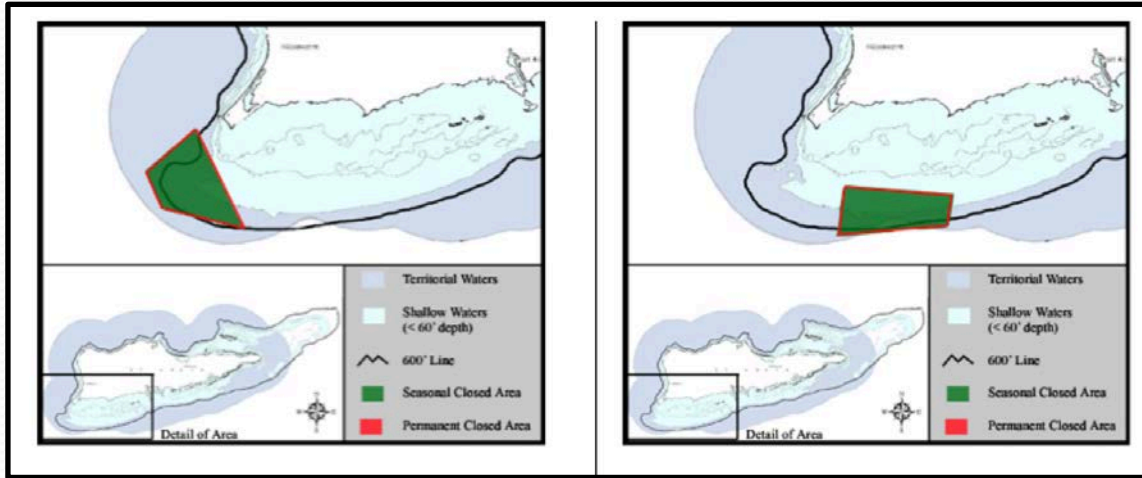 Territorial Waters
Shallow Waters
(< 60' depth)
600' Line
Seasonal Closed Area
Permanent Closed Area
Detail of Area
Territorial Waters
Shallow Waters
(< 60' depth)
600' Line
Seasonal Closed Area
Permanent Closed Area
Detail of Area